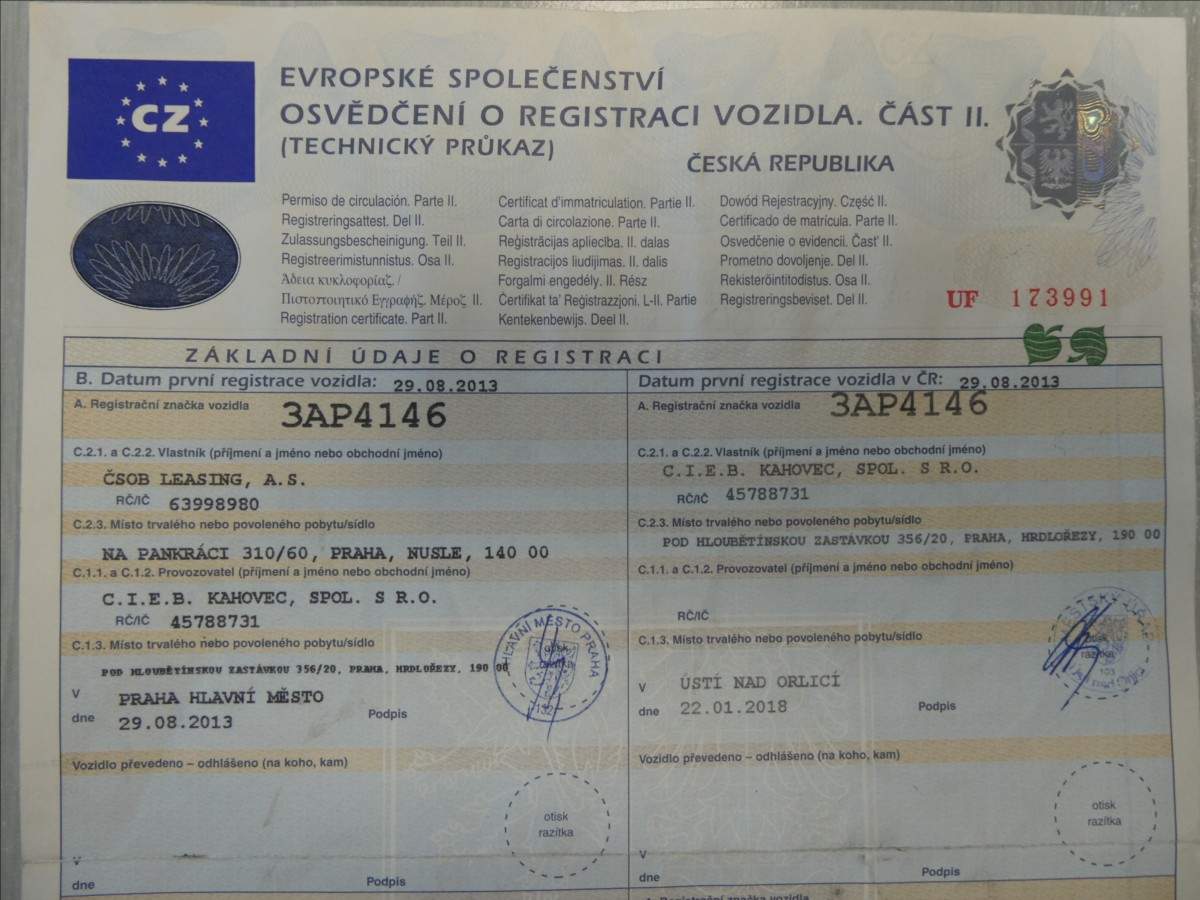 CZ
EVROPSKÉ SPOLEČENSTVÍ
OSVĚDČENÍ O REGISTRACI VOZIDLA. ČÁST II.
(TECHNICKÝ PRŮKAZ)
ČESKÁ REPUBLIKA
Permiso de circulación. Parte II.
Registreringsattest. Del II.
Zulassungsbescheinigung. Teil II.
Registreerimistunnistus. Osa II.
Άδεια κυκλοφορίας. /
Πιστοποιητικό Εγγραφής. Μέρος II.
Registration certificate. Part II.
Certificat d'immatriculation. Partie II.
Carta di circolazione. Parte II.
Reģistrācijas apliecība. II. dalas
Registracijos liudijimas. II. dalis
Forgalmi engedély. II. Rész
Ċertifikat ta' Reġistrazzjoni. L-II. Partie
Kentekenbewijs. Deel II.
Dowód Rejestracyjny. Część II.
Certificado de matrícula. Parte II.
Osvedčenie o evidencii. Časť II.
Prometno dovoljenje. Del II.
Rekisteröintitodistus. Osa II.
Registreringsbeviset. Del II.
UF 173991
ZÁKLADNÍ ÚDAJE O REGISTRACI
B. Datum první registrace vozidla: 29.08.2013
A. Registrační značka vozidla 3AP4146
C.2.1. a C.2.2. Vlastník (příjmení a jméno nebo obchodní jméno)
ČSOB LEASING, A.S.
RČ/IČ 63998980
C.2.3. Místo trvalého nebo povoleného pobytu/sídlo
NA PANKRÁCI 310/60, PRAHA, NUSLE, 140 00
C.1.1. a C.1.2. Provozovatel (příjmení a jméno nebo obchodní jméno)
C.I.E.B. KAHOVEC, SPOL. S R.O.
RČ/IČ 45788731
C.1.3. Místo trvalého nebo povoleného pobytu/sídlo
POD HLOUBĚTÍNSKOU ZASTÁVKOU 356/20, PRAHA, HRDLOŘEZY, 190 00
V PRAHA HLAVNÍ MĚSTO
dne 29.08.2013 Podpis
HLAVNÍ MĚSTO PRAHA
132
Vozidlo převedeno – odhlášeno (na koho, kam)
otisk
razítka
V
dne Podpis
Datum první registrace vozidla v ČR: 29.08.2013
A. Registrační značka vozidla 3AP4146
C.2.1. a C.2.2. Vlastník (příjmení a jméno nebo obchodní jméno)
C.I.E.B. KAHOVEC, SPOL. S R.O.
RČ/IČ 45788731
C.2.3. Místo trvalého nebo povoleného pobytu/sídlo
POD HLOUBĚTÍNSKOU ZASTÁVKOU 356/20, PRAHA, HRDLOŘEZY, 190 00
C.1.1. a C.1.2. Provozovatel (příjmení a jméno nebo obchodní jméno)
RČ/IČ
C.1.3. Místo trvalého nebo povoleného pobytu/sídlo
V ÚSTÍ NAD ORLICÍ
dne 22.01.2018 Podpis
Vozidlo převedeno – odhlášeno (na koho, kam)
otisk
razítka
V
dne Podpis